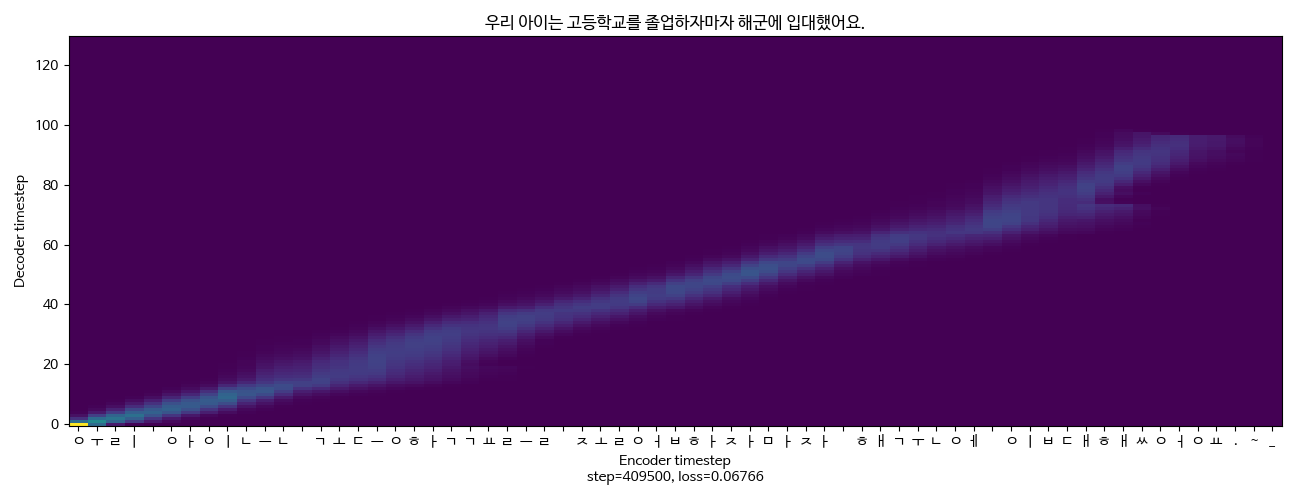 우리 아이는 고등학교를 졸업하자마자 해군에 입대했어요.
120
100
80
60
40
20
0
Decoder timestep
ㅇ ㅜ ㄹ ㅣ ㅇ ㅏ ㅇ ㅣ ㄴ ㅡ ㄴ ㄱ ㅗ ㄷ ㅡ ㅇ ㅎ ㅏ ㄱ ㄱ ㅛ ㄹ ㅡ ㄹ ㅈ ㅗ ㄹ ㅇ ㅓ ㅂ ㅎ ㅏ ㅈ ㅏ ㅁ ㅏ ㅈ ㅏ ㅎ ㅐ ㄱ ㅜ ㄴ ㅇ ㅔ ㅇ ㅣ ㅂ ㄷ ㅐ ㅎ ㅐ ㅆ ㅇ ㅓ ㅇ ㅛ . ~ _
Encoder timestep
step=409500, loss=0.06766